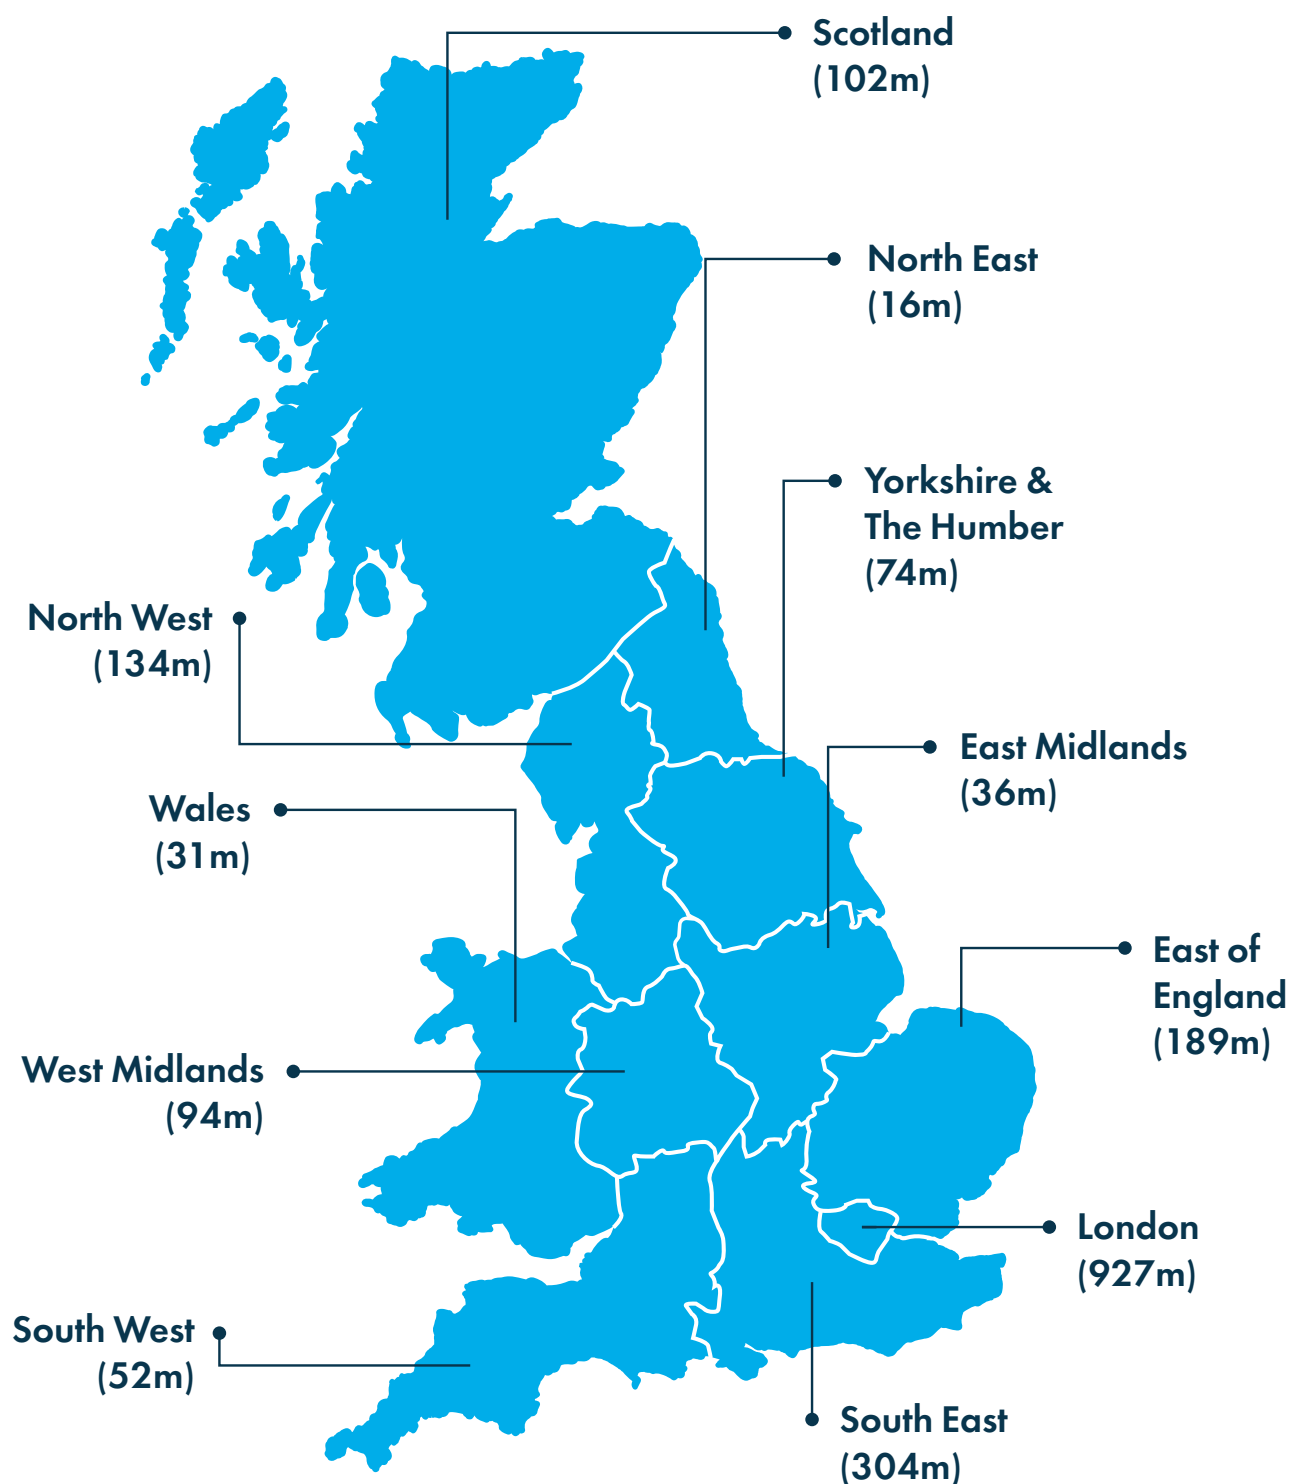 Scotland
(102m)
North East
(16m)
Yorkshire &
The Humber
(74m)
North West
(134m)
East Midlands
(36m)
Wales
(31m)
East of
England
(189m)
West Midlands
(94m)
London
(927m)
South West
(52m)
South East
(304m)